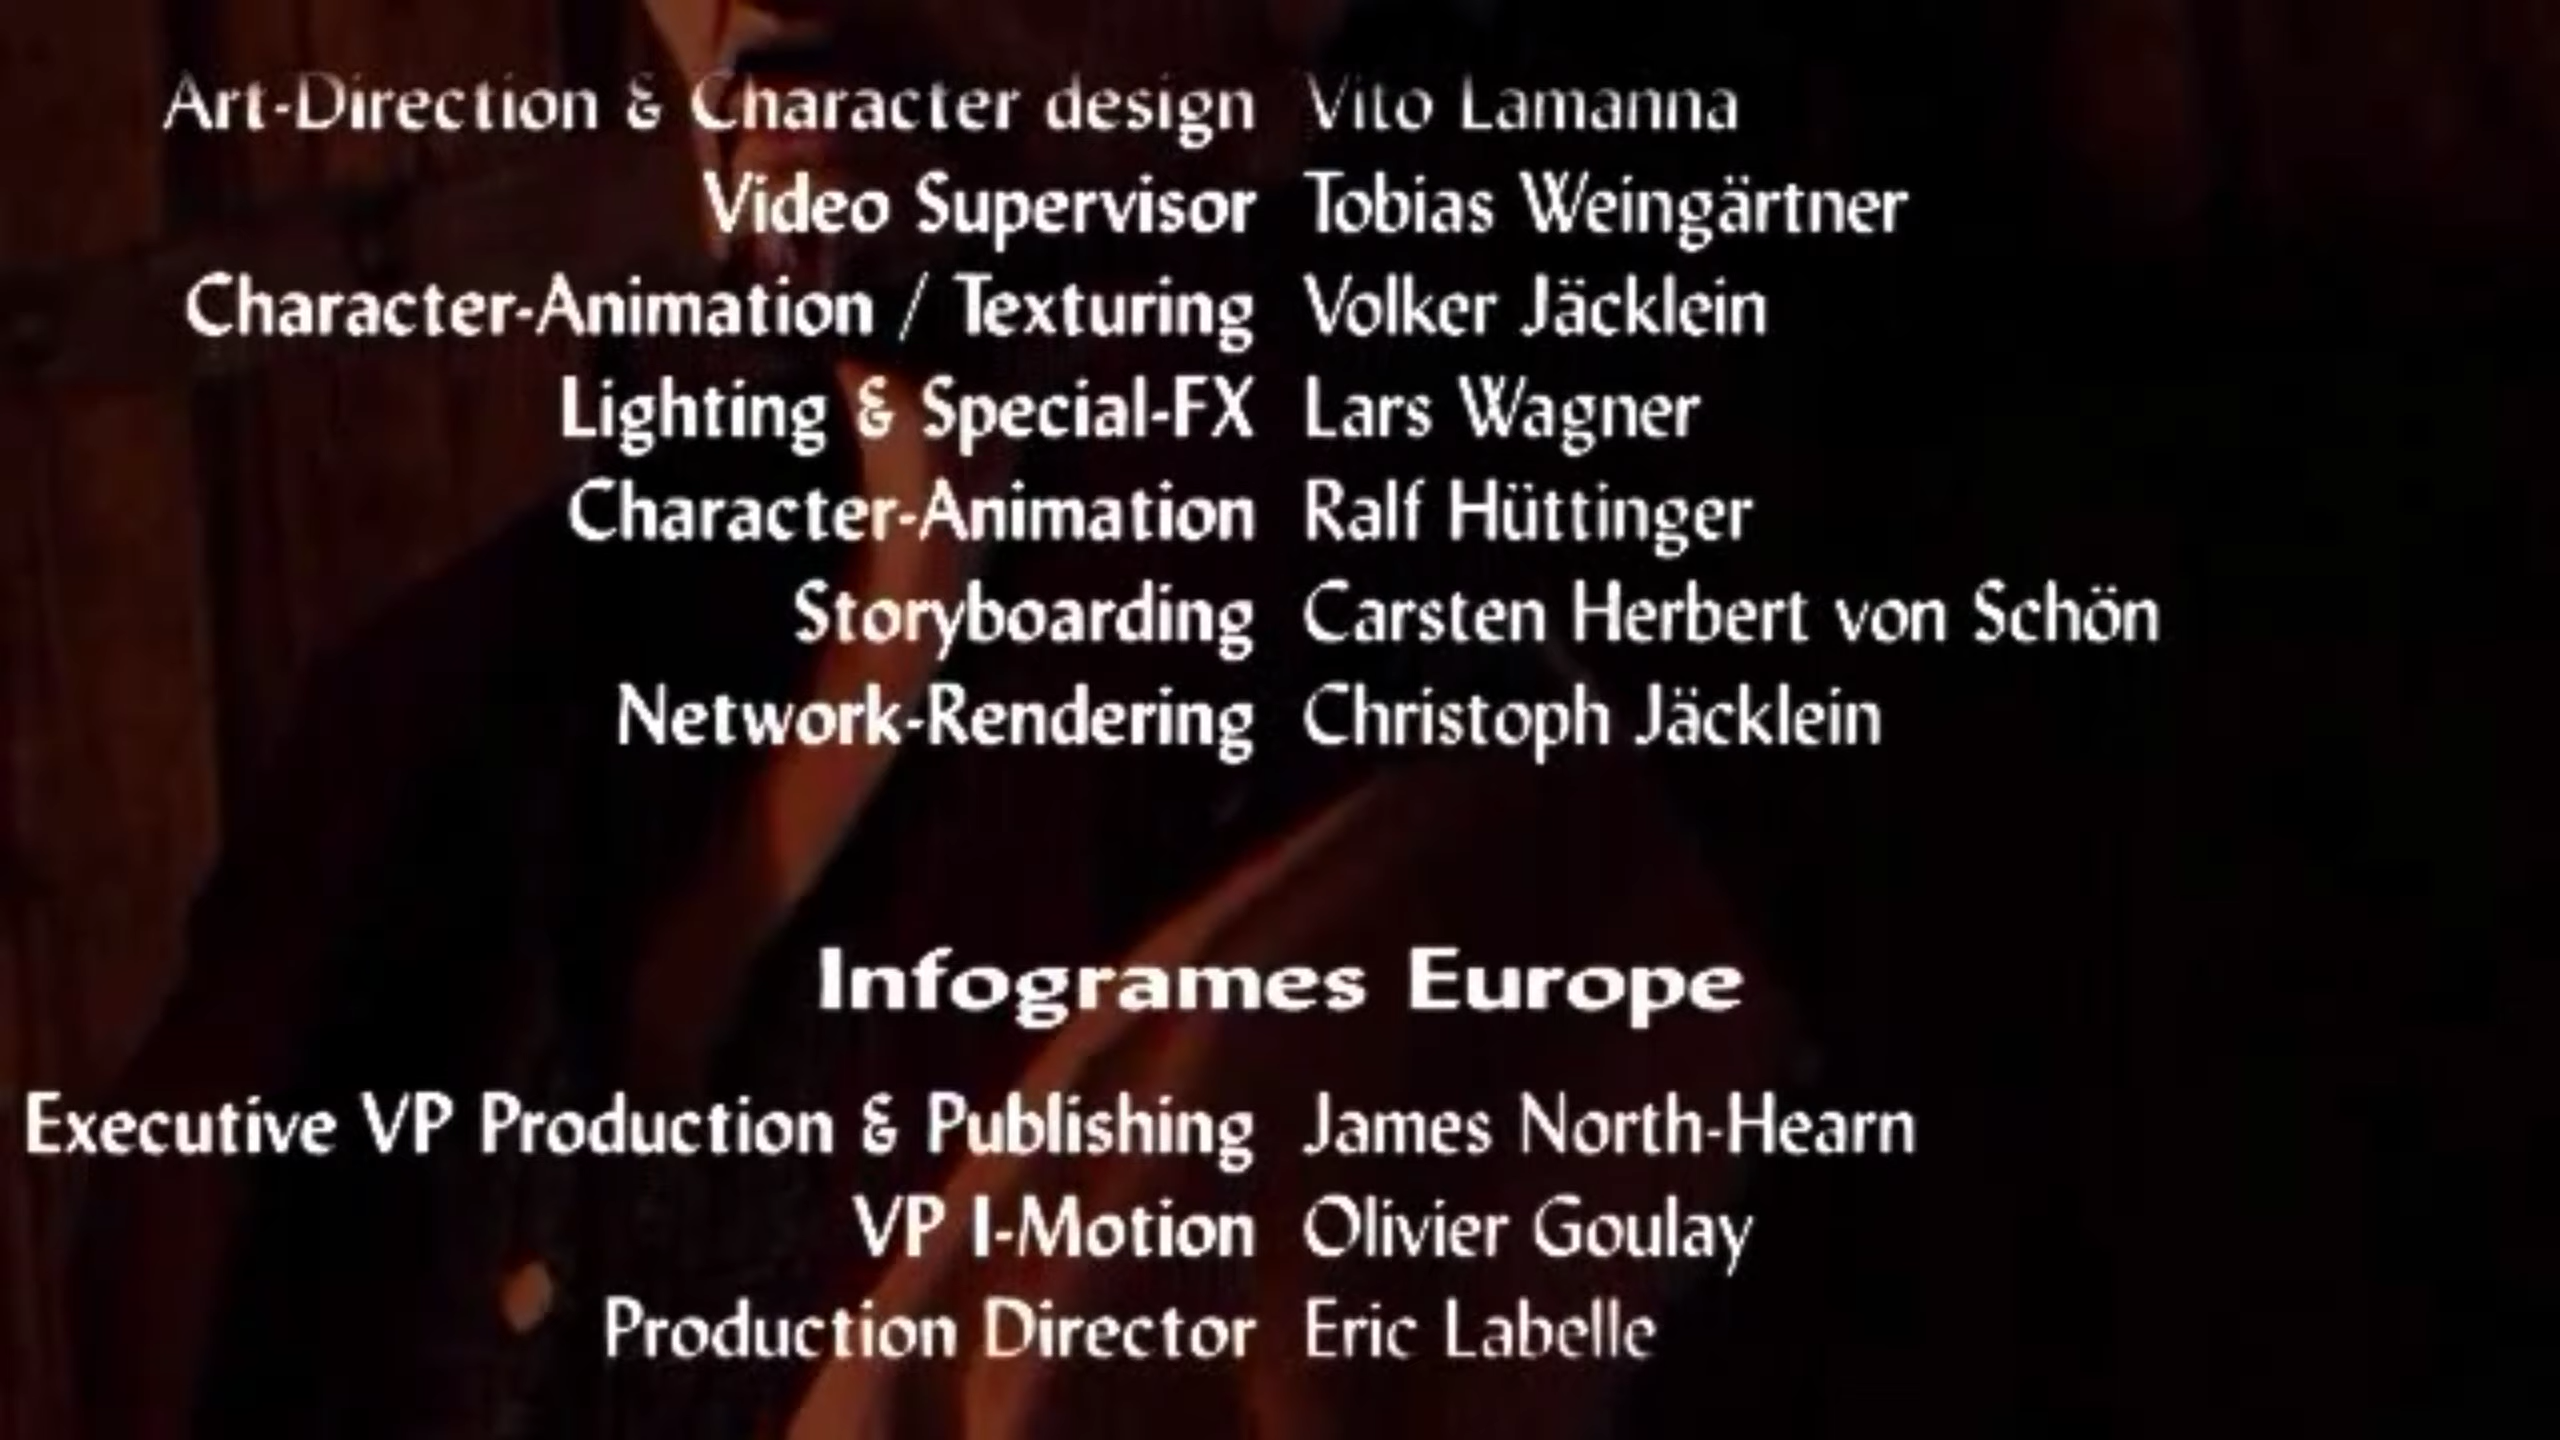 Art-Direction & Character design Vito Lamanna
Video Supervisor Tobias Weingärtner
Character-Animation / Texturing Volker Jäcklein
Lighting & Special-FX Lars Wagner
Character-Animation Ralf Hüttinger
Storyboarding Carsten Herbert von Schön
Network-Rendering Christoph Jäcklein
Infogrames Europe
Executive VP Production & Publishing James North-Hearn
VP I-Motion Olivier Goulay
Production Director Eric Labelle